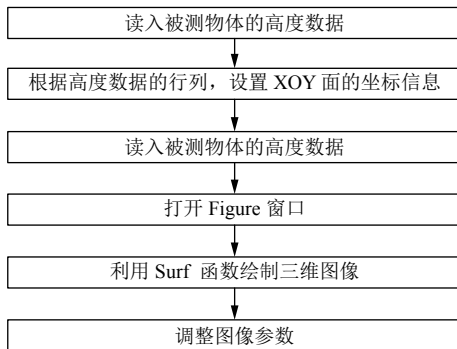 读入被测物体的高度数据
根据高度数据的行列，设置 XOY 面的坐标信息
读入被测物体的高度数据
打开 Figure 窗口
利用 Surf 函数绘制三维图像
调整图像参数